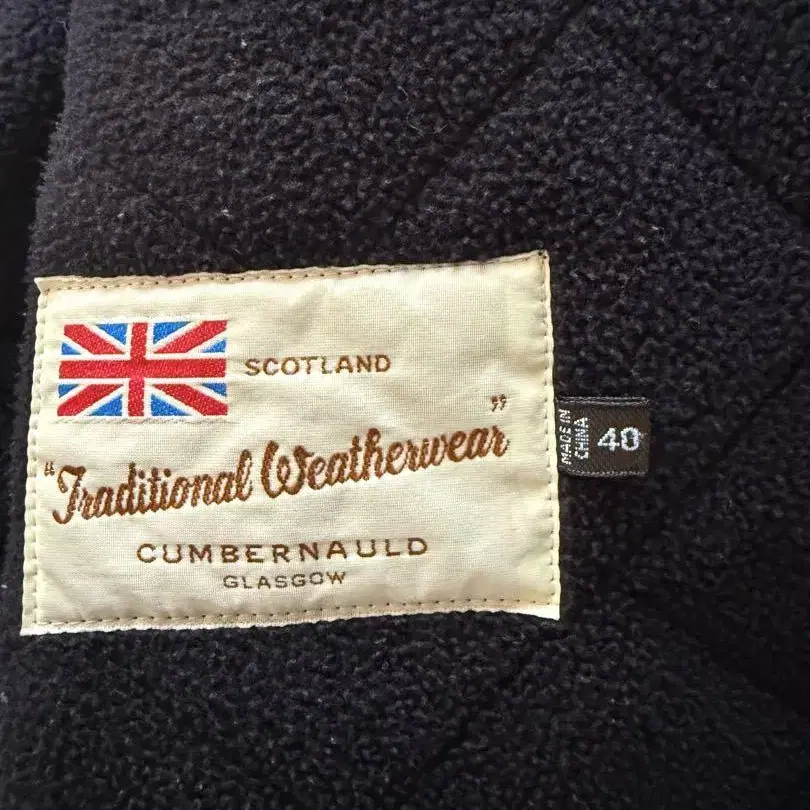 SCOTLAND
"Traditional Weatherwear"
CUMBERNAULD
GLASGOW
MADE IN
CHINA
40